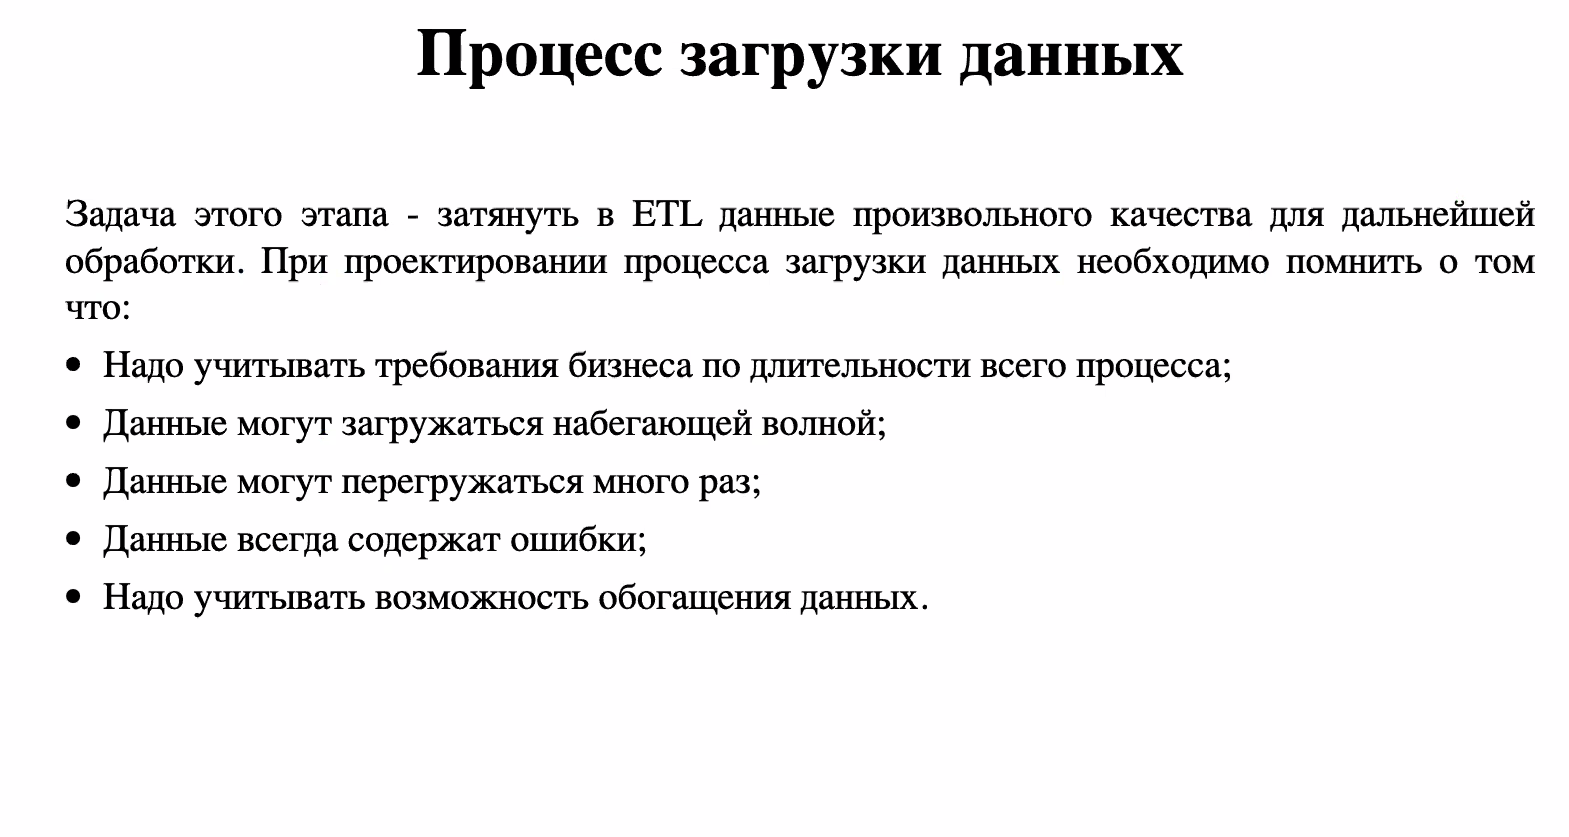 Процесс загрузки данных
Задача этого этапа - затянуть в ETL данные произвольного качества для дальнейшей
обработки. При проектировании процесса загрузки данных необходимо помнить о том
что:
• Надо учитывать требования бизнеса по длительности всего процесса;
• Данные могут загружаться набегающей волной;
• Данные могут перегружаться много раз;
• Данные всегда содержат ошибки;
• Надо учитывать возможность обогащения данных.